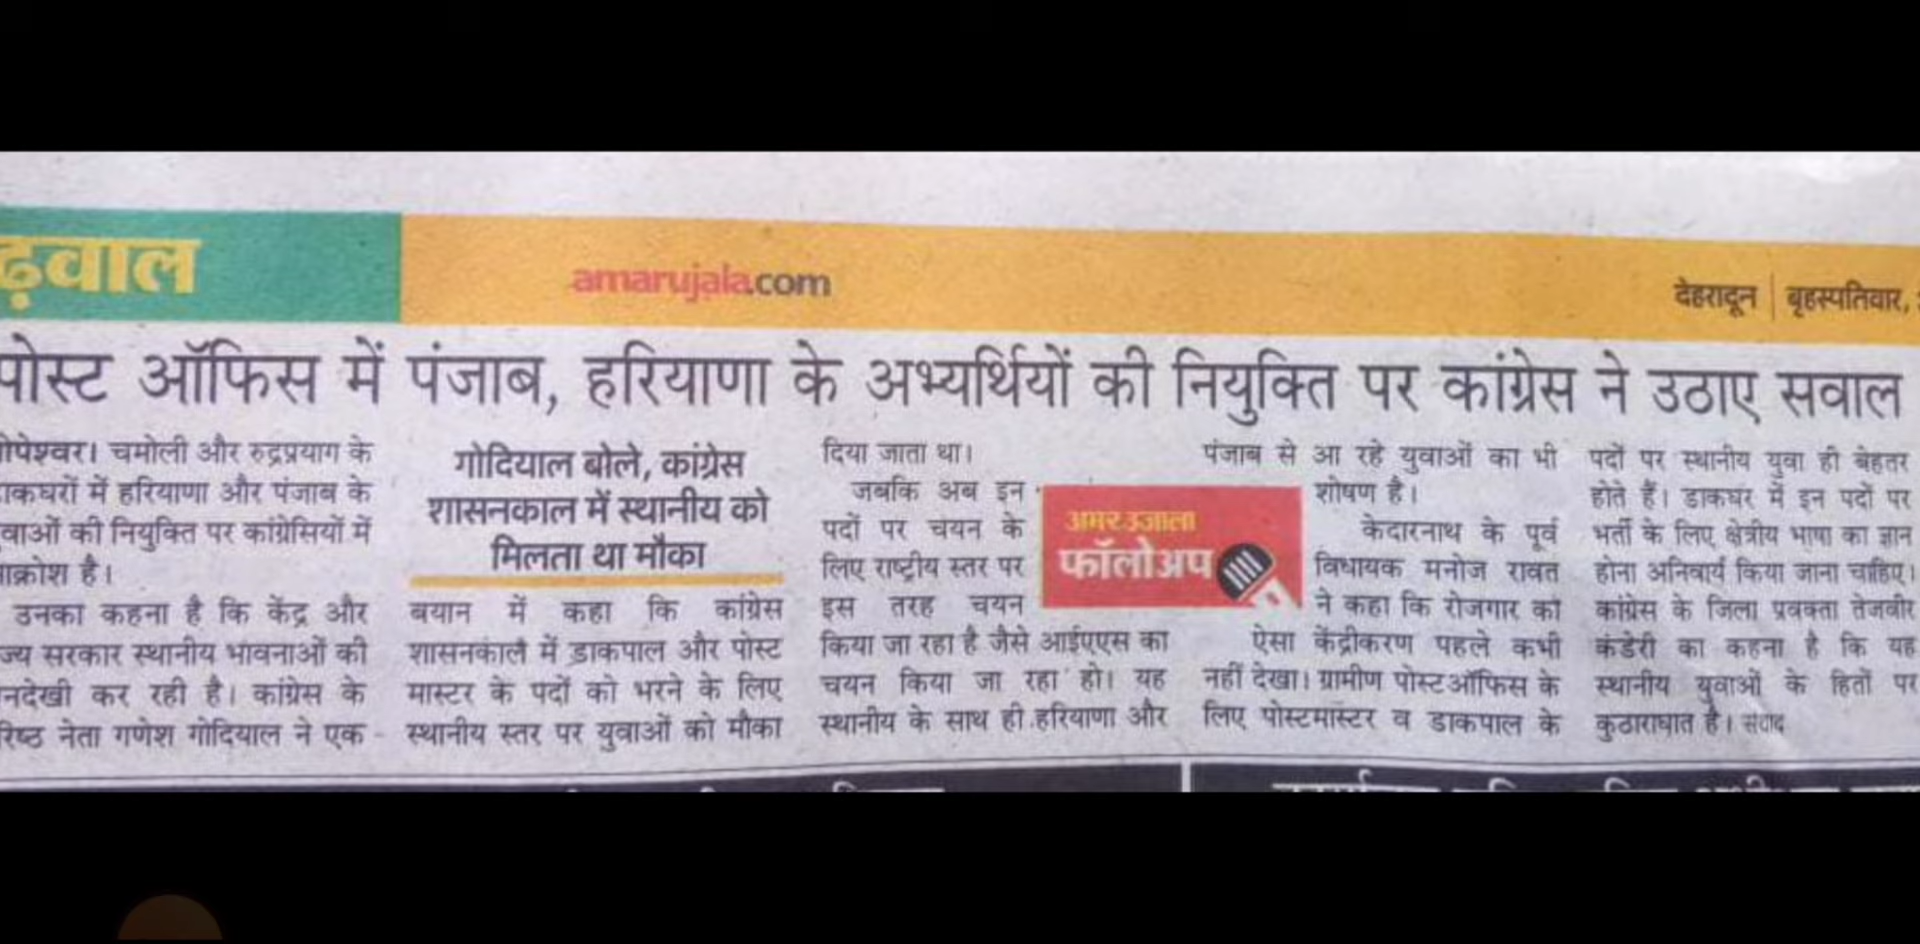 ढ़वाल
amarujala.com
देहरादून | बृहस्पतिवार,
पोस्ट ऑफिस में पंजाब, हरियाणा के अभ्यर्थियों की नियुक्ति पर कांग्रेस ने उठाए सवाल
गोपेश्वर। चमोली और रुद्रप्रयाग के
ाकघरों में हरियाणा और पंजाब के
वाओं की नियुक्ति पर कांग्रेसियों में
ाक्रोश है।
उनका कहना है कि केंद्र और
ज्य सरकार स्थानीय भावनाओं की
नदेखी कर रही है। कांग्रेस के
रिष्ठ नेता गणेश गोदियाल ने एक
गोदियाल बोले, कांग्रेस
शासनकाल में स्थानीय को
मिलता था मौका
बयान में कहा कि कांग्रेस
शासनकाल में डाकपाल और पोस्ट
मास्टर के पदों को भरने के लिए
स्थानीय स्तर पर युवाओं को मौका
दिया जाता था।
जबकि अब इन
पदों पर चयन के
लिए राष्ट्रीय स्तर पर
इस तरह चयन
किया जा रहा है जैसे आईएएस का
चयन किया जा रहा हो। यह
स्थानीय के साथ ही हरियाणा और
अमर उजाला
फॉलोअप
पंजाब से आ रहे युवाओं का भी
शोषण है।
केदारनाथ के पूर्व
विधायक मनोज रावत
ने कहा कि रोजगार का
ऐसा केंद्रीकरण पहले कभी
नहीं देखा। ग्रामीण पोस्टऑफिस के
लिए पोस्टमास्टर व डाकपाल के
पदों पर स्थानीय युवा ही बेहतर
होते हैं। डाकघर में इन पदों पर
भर्ती के लिए क्षेत्रीय भाषा का ज्ञान
होना अनिवार्य किया जाना चाहिए।
कांग्रेस के जिला प्रवक्ता तेजवीर
कंडेरी का कहना है कि यह
स्थानीय युवाओं के हितों पर
कुठाराघात है। संवाद